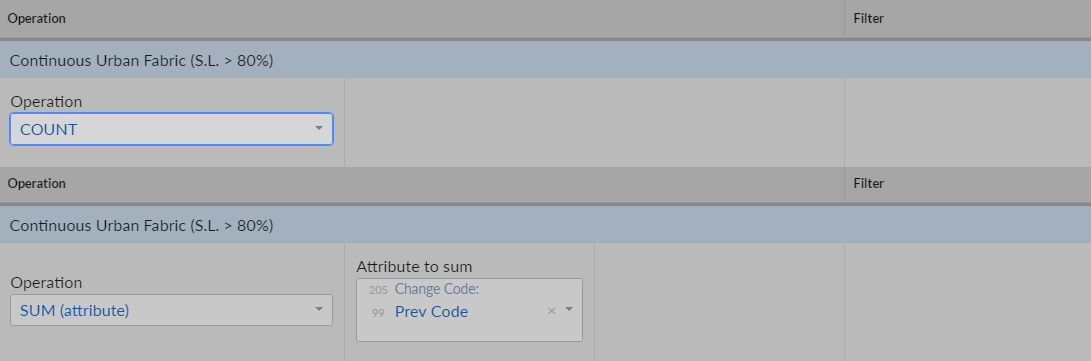 Operation Filter
Continuous Urban Fabric (S.L. > 80%)
Operation
COUNT
Operation Filter
Continuous Urban Fabric (S.L. > 80%)
Operation
SUM (attribute)
Attribute to sum
205 Change Code:
99 Prev Code ×